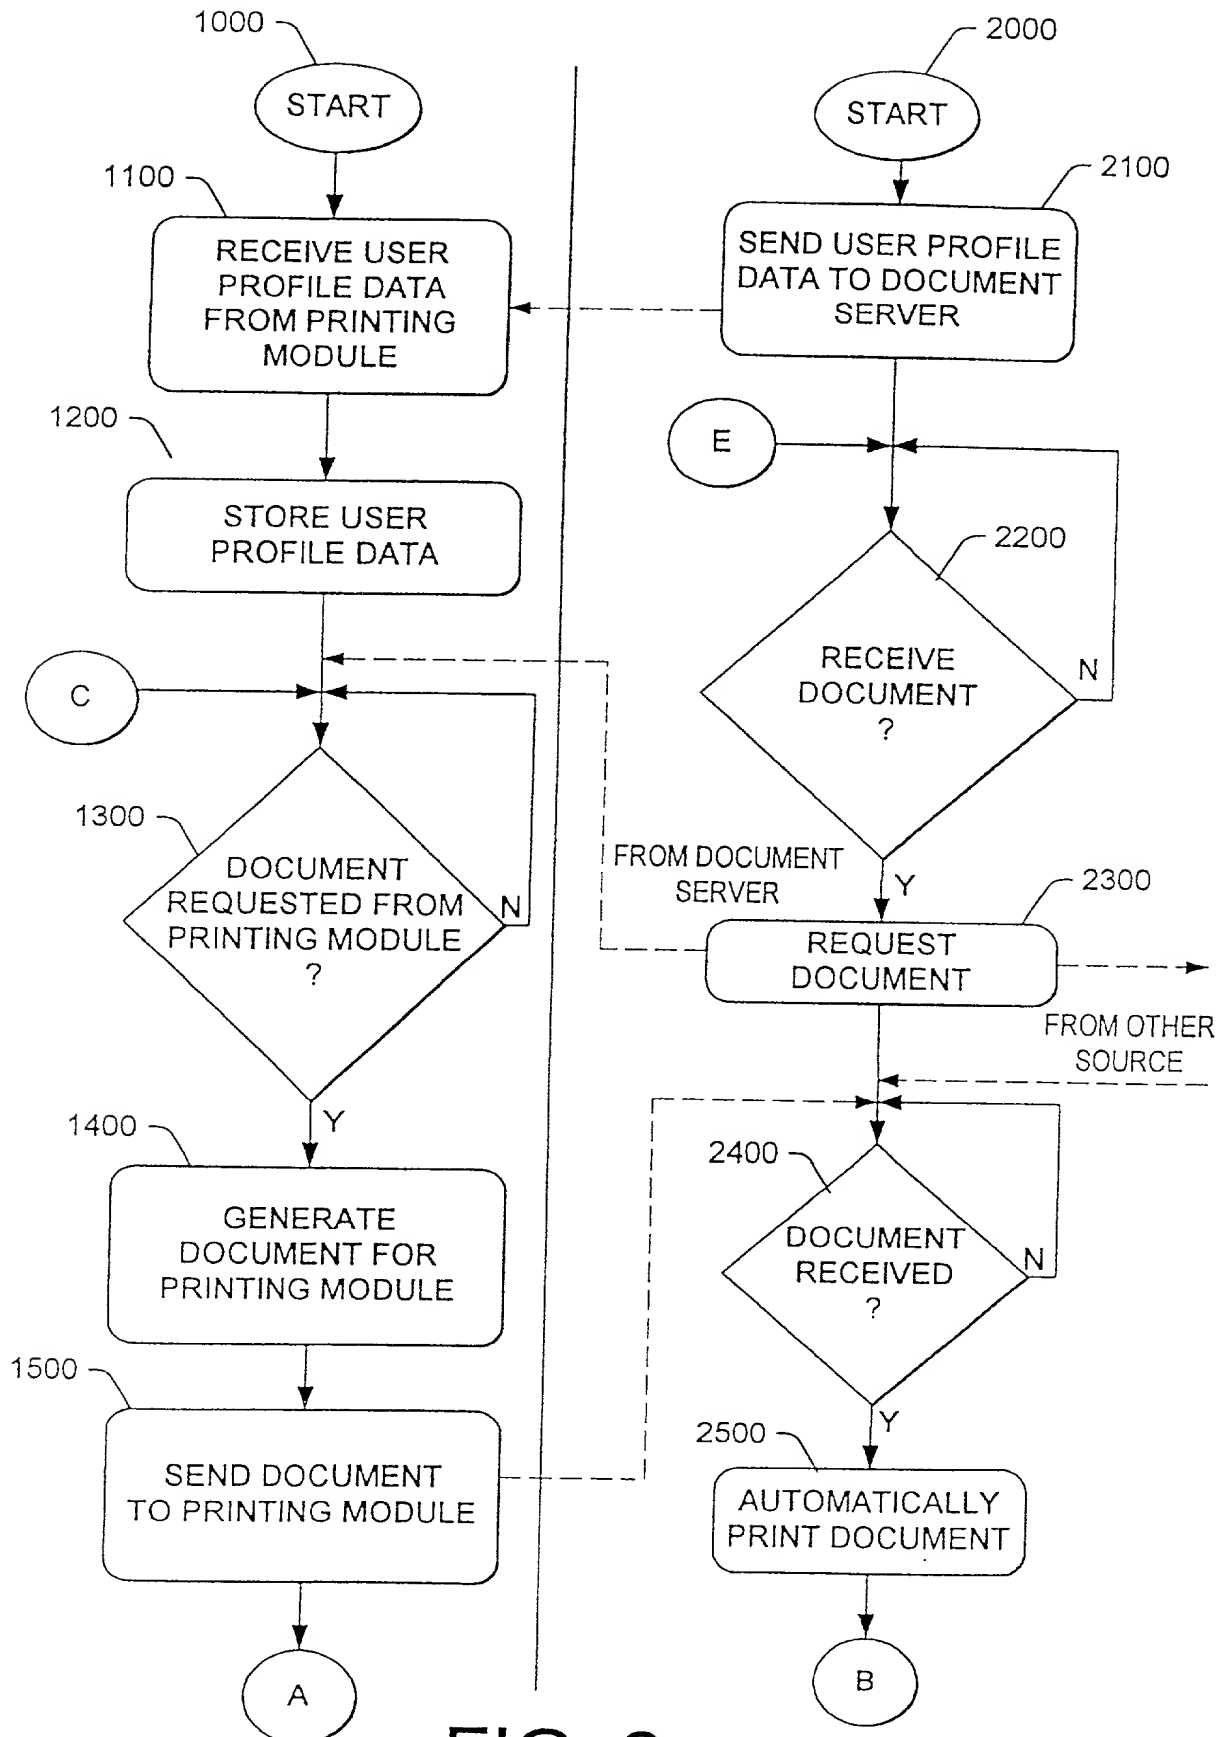 1000
START
1100
RECEIVE USER
PROFILE DATA
FROM PRINTING
MODULE
1200
STORE USER
PROFILE DATA
C
1300
DOCUMENT
REQUESTED FROM
PRINTING MODULE
?
N
Y
1400
GENERATE
DOCUMENT FOR
PRINTING MODULE
1500
SEND DOCUMENT
TO PRINTING MODULE
A
2000
START
2100
SEND USER PROFILE
DATA TO DOCUMENT
SERVER
E
2200
RECEIVE
DOCUMENT
?
N
Y
FROM DOCUMENT
SERVER
2300
REQUEST
DOCUMENT
FROM OTHER
SOURCE
2400
DOCUMENT
RECEIVED
?
N
Y
2500
AUTOMATICALLY
PRINT DOCUMENT
B
FIG.